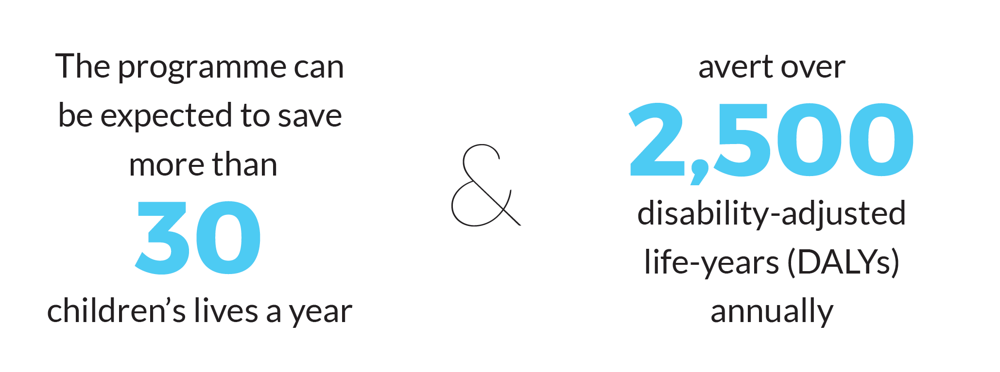 The programme can
be expected to save
more than
30
children’s lives a year
&
avert over
2,500
disability-adjusted
life-years (DALYs)
annually